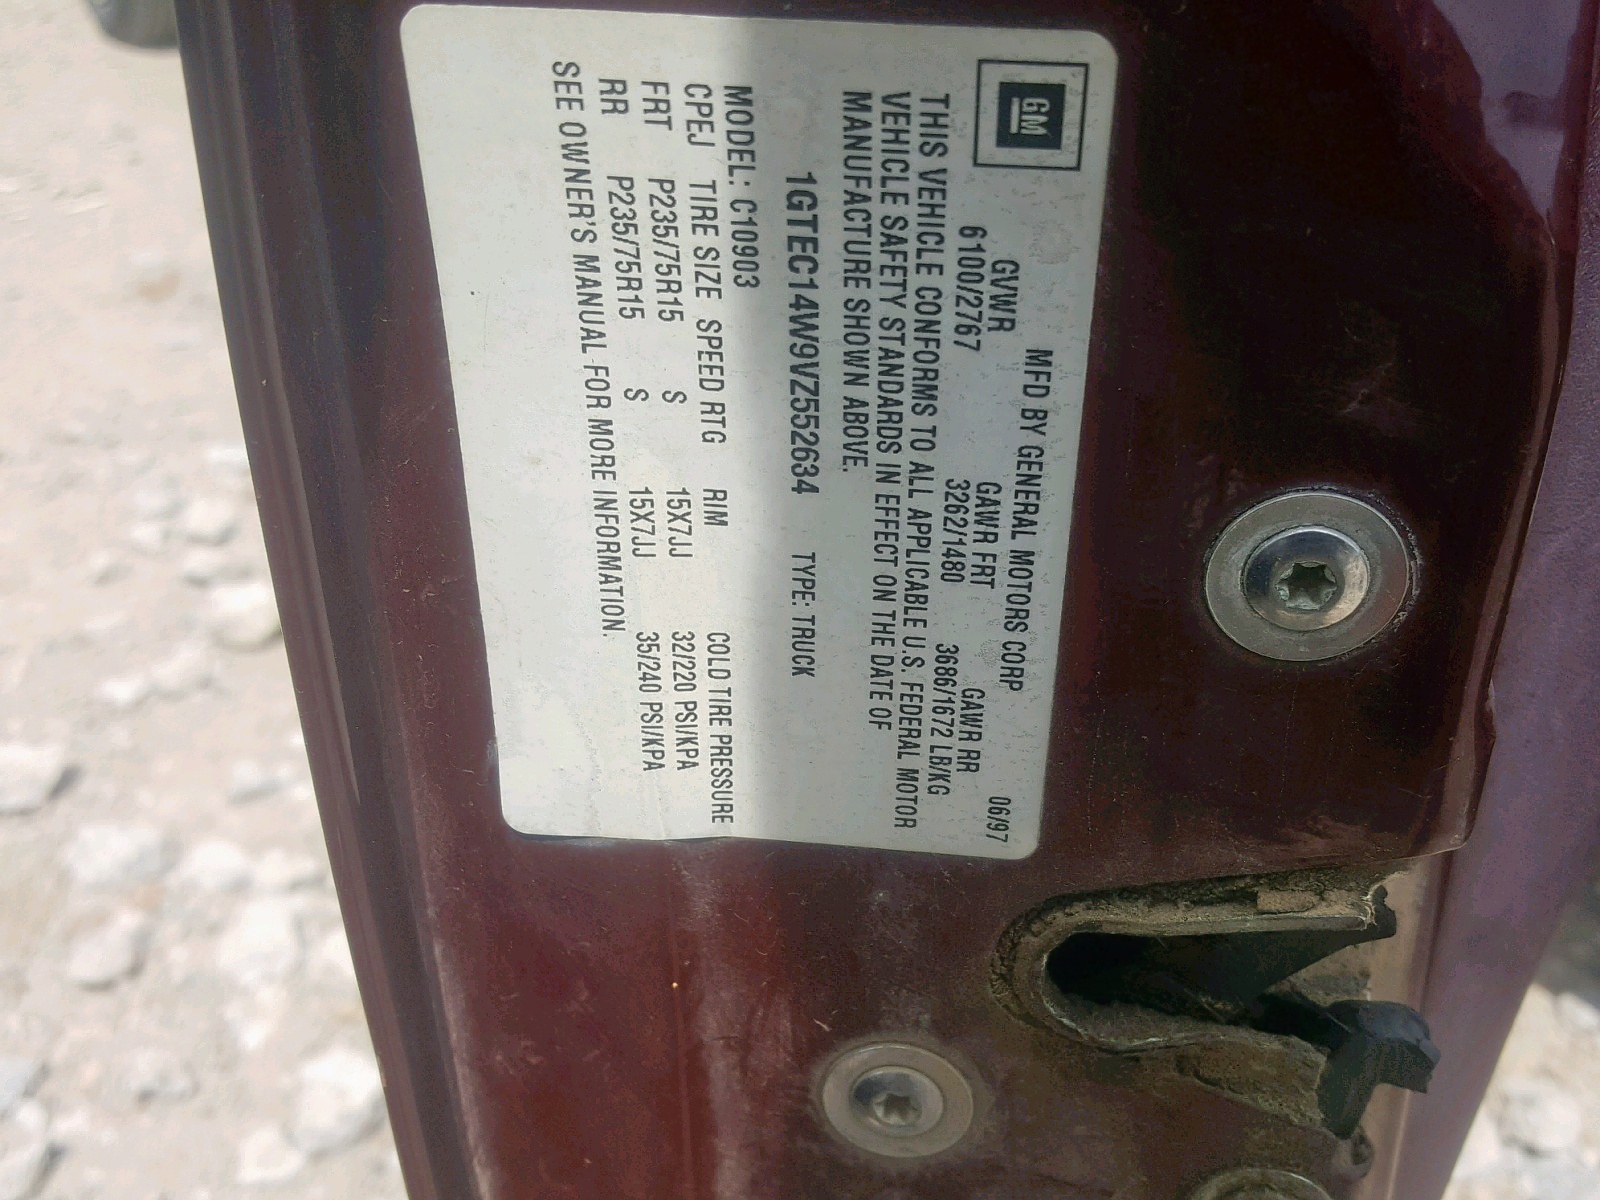 GM
MFD BY GENERAL MOTORS CORP 06/97
GVWR GAWR FRT GAWR RR
6100/2767 3262/1480 3686/1672 LB/KG
THIS VEHICLE CONFORMS TO ALL APPLICABLE U.S. FEDERAL MOTOR
VEHICLE SAFETY STANDARDS IN EFFECT ON THE DATE OF
MANUFACTURE SHOWN ABOVE.
1GTEC14W9VZ552634 TYPE: TRUCK
MODEL: C10903
CPEJ TIRE SIZE SPEED RTG RIM COLD TIRE PRESSURE
FRT P235/75R15 S 15X7JJ 32/220 PSI/KPA
RR P235/75R15 S 15X7JJ 35/240 PSI/KPA
SEE OWNER'S MANUAL FOR MORE INFORMATION.